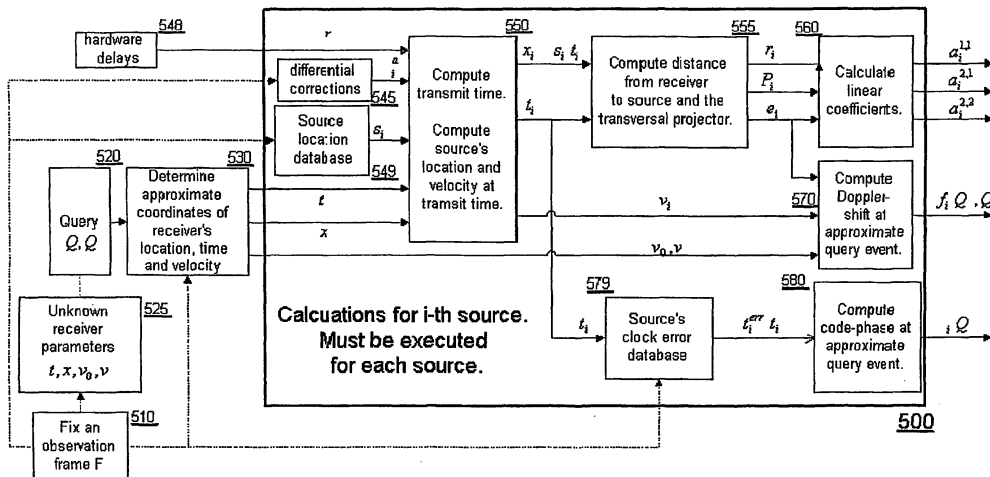 548
hardware
delays
r
a
i
differential
corrections
545
Source
location
database
s_i
549
520
Query
Q, Q
530
Determine
approximate
coordinates of
receiver's
location, time
and velocity
t
x
525
Unknown
receiver
parameters
t, x, v_0, v
510
Fix an
observation
frame F
550
Compute
transmit time.
Compute
source's
location and
velocity at
transit time.
x_i s_i t_i
t_i
v_i
v_0, v
555
Compute distance
from receiver
to source and the
transversal projector.
r_i
P_i
e_i
560
Calculate
linear
coefficients.
a_i^{1,1}
a_i^{2,1}
a_i^{2,2}
570
Compute
Doppler-
shift at
approximate
query event.
f_i Q , Q
Calcuations for i-th source.
Must be executed
for each source.
579
t_i
Source's
clock error
database
t_i^{err} t_i
580
Compute
code-phase at
approximate
query event.
i Q
500